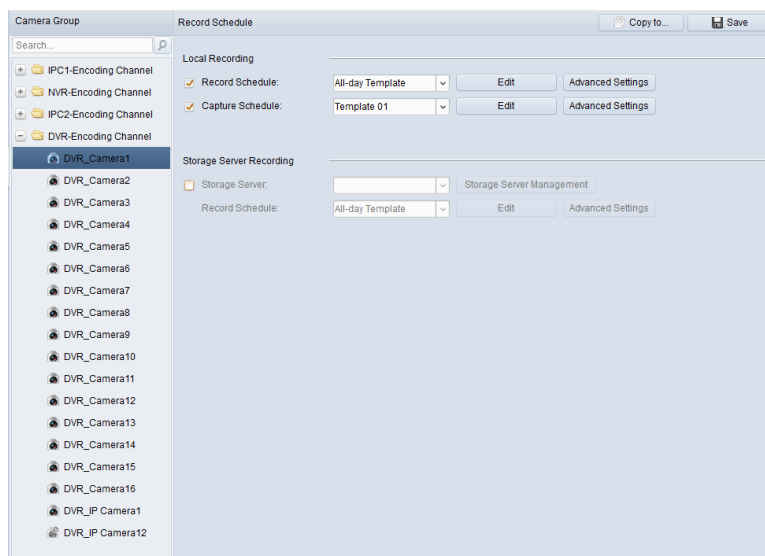 Camera Group
Search...
IPC1-Encoding Channel
NVR-Encoding Channel
IPC2-Encoding Channel
DVR-Encoding Channel
DVR_Camera1
DVR_Camera2
DVR_Camera3
DVR_Camera4
DVR_Camera5
DVR_Camera6
DVR_Camera7
DVR_Camera8
DVR_Camera9
DVR_Camera10
DVR_Camera11
DVR_Camera12
DVR_Camera13
DVR_Camera14
DVR_Camera15
DVR_Camera16
DVR_IP Camera1
DVR_IP Camera12
Record Schedule Copy to... Save
Local Recording
Record Schedule: All-day Template Edit Advanced Settings
Capture Schedule: Template 01 Edit Advanced Settings
Storage Server Recording
Storage Server: Storage Server Management
Record Schedule: All-day Template Edit Advanced Settings